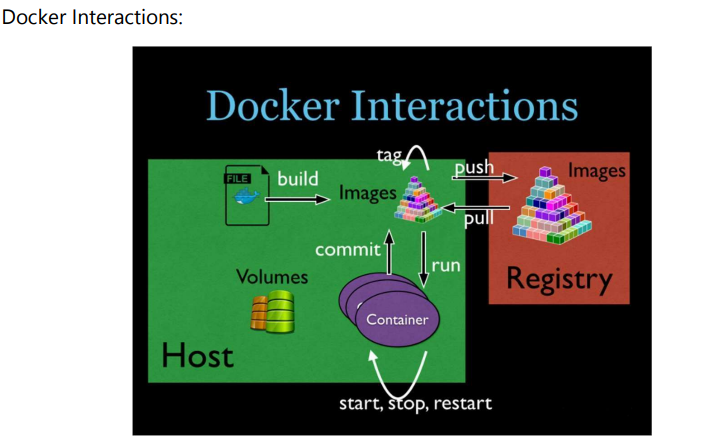 Docker Interactions:
Docker Interactions
tag
push
Images
FILE
build
Images
pull
commit
run
Volumes
Registry
Container
Host
start, stop, restart